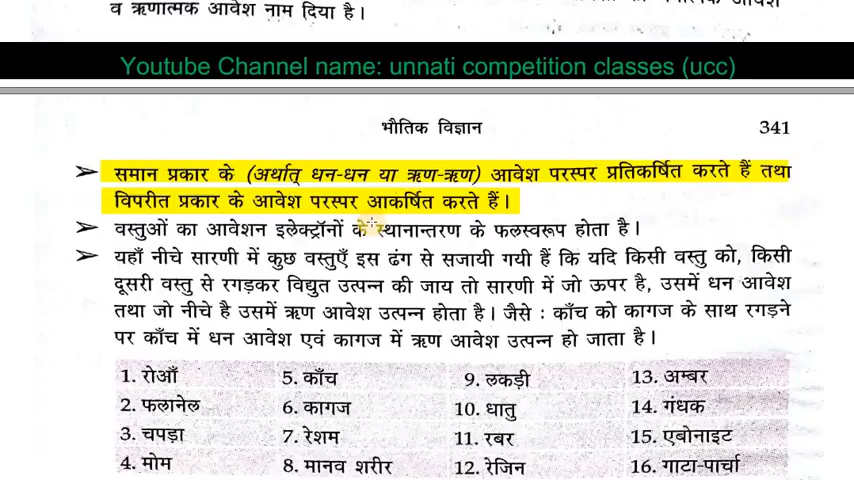 व ऋणात्मक आवेश नाम दिया है।
Youtube Channel name: unnati competition classes (ucc)
भौतिक विज्ञान 341
➢ समान प्रकार के (अर्थात् धन-धन या ऋण-ऋण) आवेश परस्पर प्रतिकर्षित करते हैं तथा
विपरीत प्रकार के आवेश परस्पर आकर्षित करते हैं।
➢ वस्तुओं का आवेशन इलेक्ट्रॉनों के स्थानान्तरण के फलस्वरूप होता है।
➢ यहाँ नीचे सारणी में कुछ वस्तुएँ इस ढंग से सजायी गयी हैं कि यदि किसी वस्तु को, किसी
दूसरी वस्तु से रगड़कर विद्युत उत्पन्न की जाय तो सारणी में जो ऊपर है, उसमें धन आवेश
तथा जो नीचे है उसमें ऋण आवेश उत्पन्न होता है। जैसे : काँच को कागज के साथ रगड़ने
पर काँच में धन आवेश एवं कागज में ऋण आवेश उत्पन्न हो जाता है।
1. रोआँ 5. काँच 9. लकड़ी 13. अम्बर
2. फलानेल 6. कागज 10. धातु 14. गंधक
3. चपड़ा 7. रेशम 11. रबर 15. एबोनाइट
4. मोम 8. मानव शरीर 12. रेजिन 16. गाटा-पार्चा